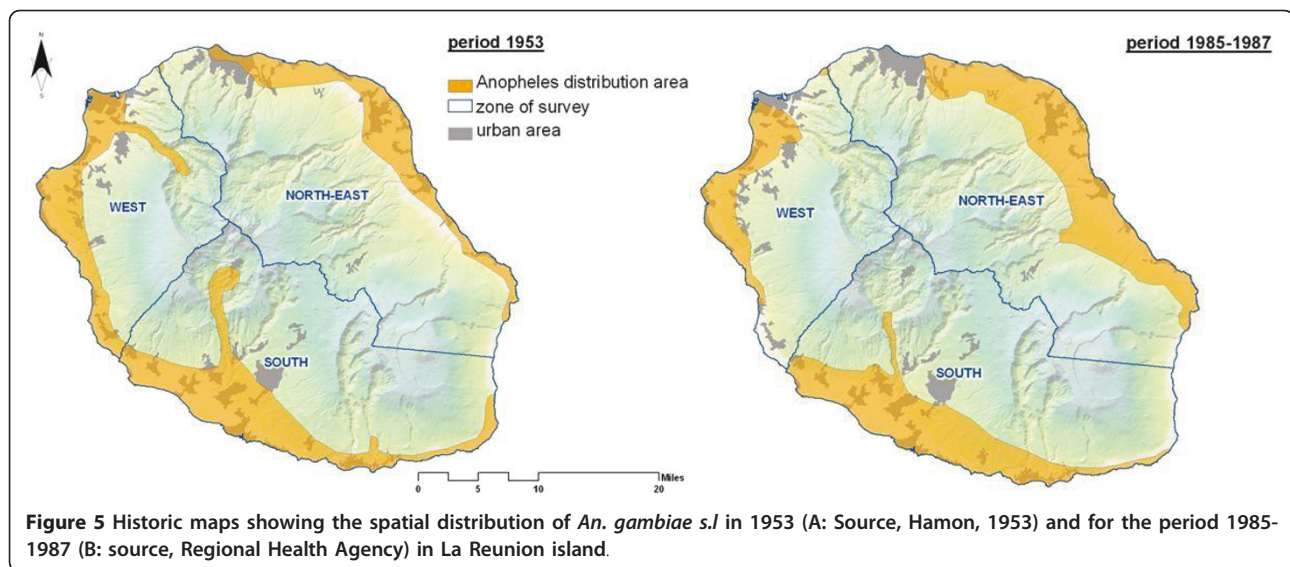 N
S
period 1953
Anopheles distribution area
zone of survey
urban area
WEST
NORTH-EAST
SOUTH
0 5 10 20 Miles
period 1985-1987
WEST
NORTH-EAST
SOUTH
Figure 5 Historic maps showing the spatial distribution of An. gambiae s.l in 1953 (A: Source, Hamon, 1953) and for the period 1985-
1987 (B: source, Regional Health Agency) in La Reunion island.